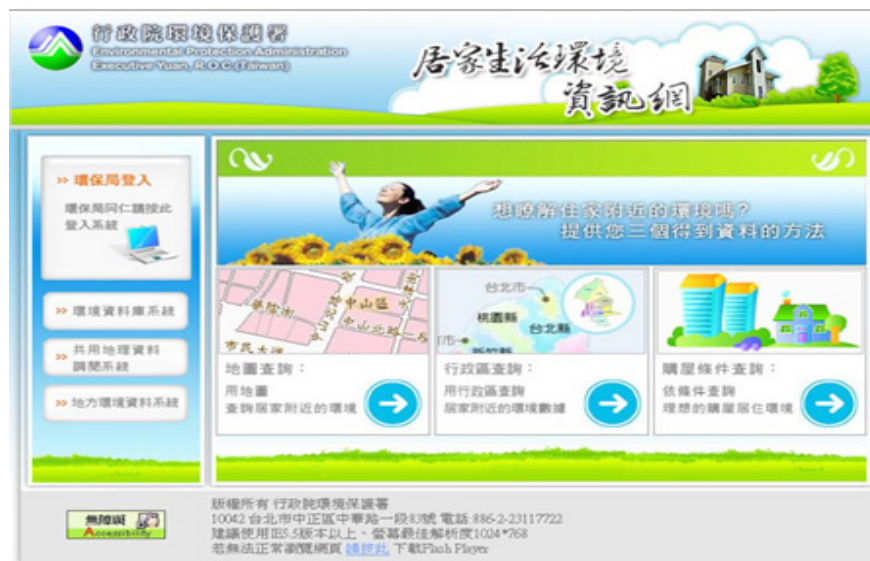 行政院環境保護署
Environmental Protection Administration
Executive Yuan, R.O.C.(Taiwan)
居家生活環境
資訊網
>> 環保局登入
環保局同仁請按此
登入系統
>> 環境資料庫系統
>> 共用地理資料
調閱系統
>> 地方環境資料系統
想瞭解住家附近的環境嗎?
提供您三個得到資料的方法
中山區
中山北路一段
市民大道
地圖查詢：
用地圖
查詢居家附近的環境
台北市
桃園縣
台北縣
行政區查詢：
用行政區查詢
居家附近的環境數據
購屋條件查詢：
依條件查詢
理想的購屋居住環境
無障礙
Accessibility
版權所有 行政院環境保護署
10042 台北市中正區中華路一段83號 電話:886-2-23117722
建議使用IE5.5版本以上、螢幕最佳解析度1024*768
若無法正常瀏覽網頁 請按此 下載Flash Player